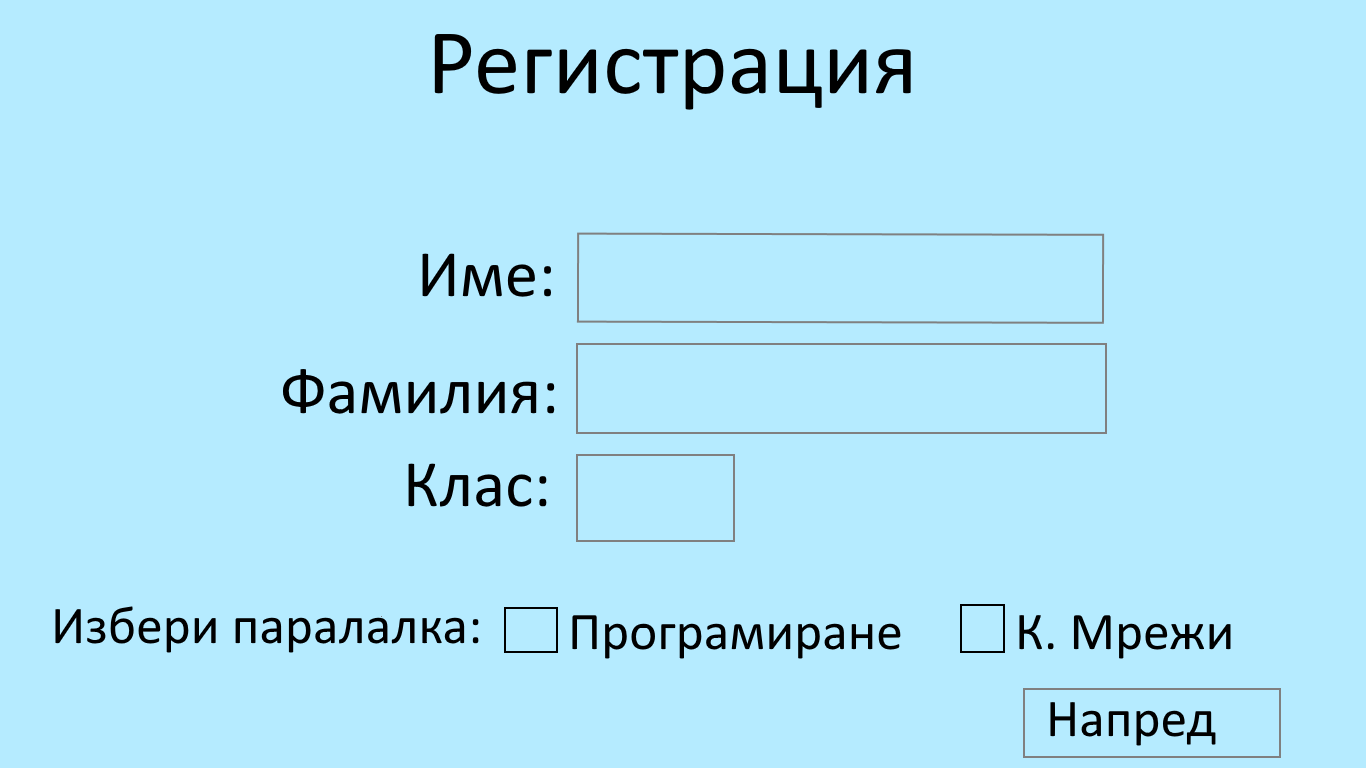 Регистрация
Име:
Фамилия:
Клас:
Избери паралалка: Програмиране К. Мрежи
Напред